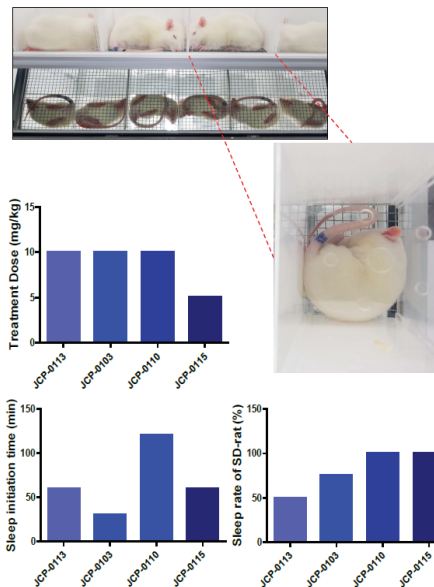 Treatment Dose (mg/kg)
15
10
5
0
JCP-0113
JCP-0103
JCP-0110
JCP-0115
Sleep initiation time (min)
150
100
50
0
JCP-0113
JCP-0103
JCP-0110
JCP-0115
Sleep rate of SD-rat (%)
150
100
50
0
JCP-0113
JCP-0103
JCP-0110
JCP-0115